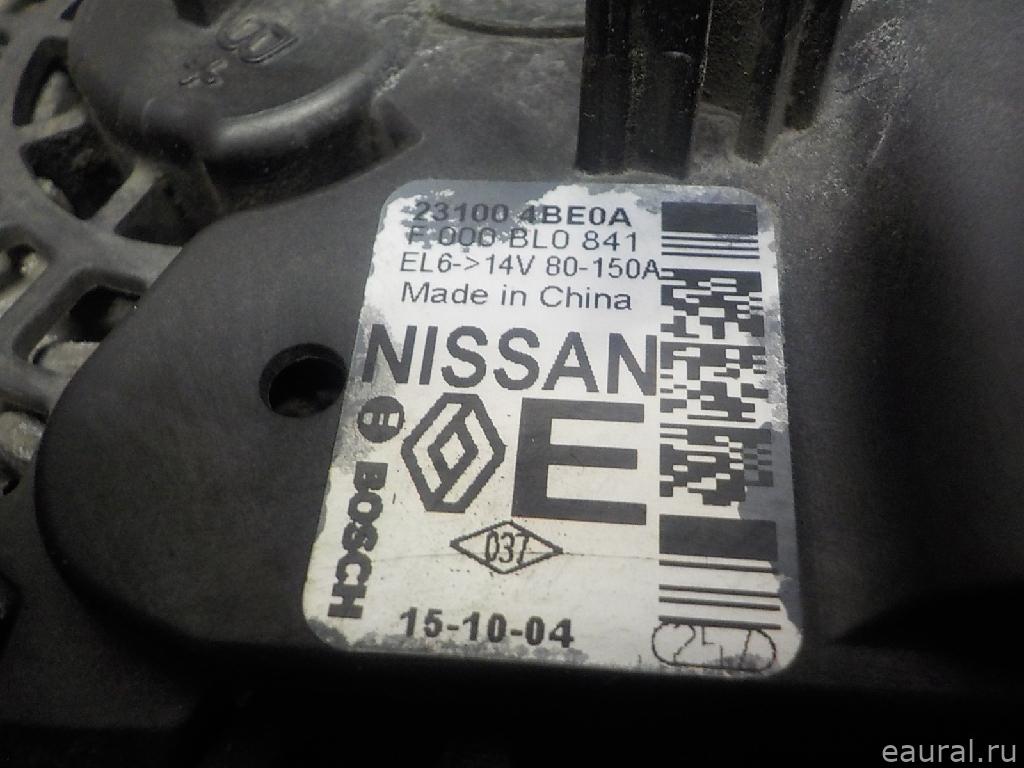 B+
23100 4BE0A
F 000 BL0 841
EL6->14V 80-150A
Made in China
NISSAN
E
BOSCH
037
15-10-04
eaural.ru